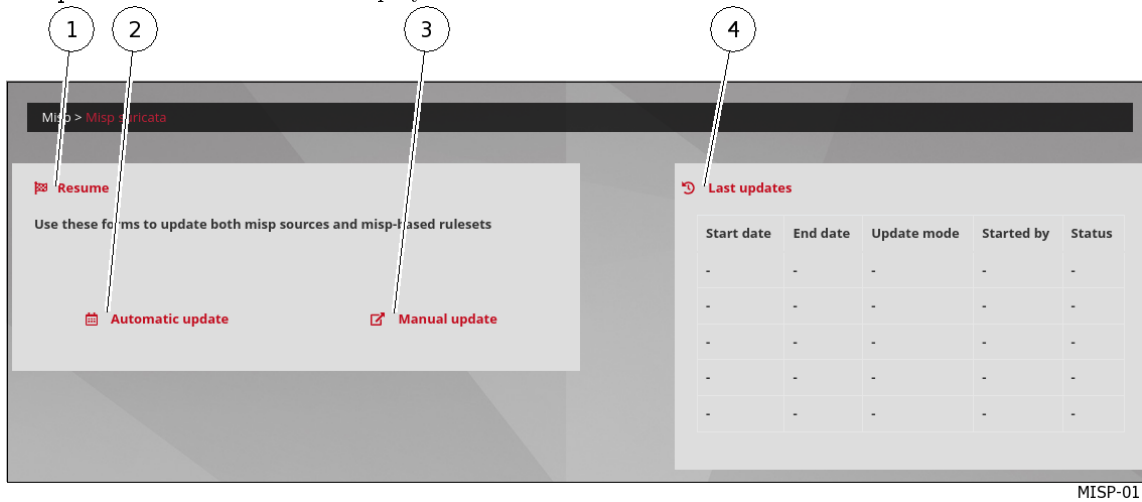 1 2 3 4
Misp > Misp suricata
Resume
Use these forms to update both misp sources and misp-based rulesets
Automatic update Manual update
Last updates
Start date End date Update mode Started by Status
- - - - -
- - - - -
- - - - -
- - - - -
- - - - -
MISP-01